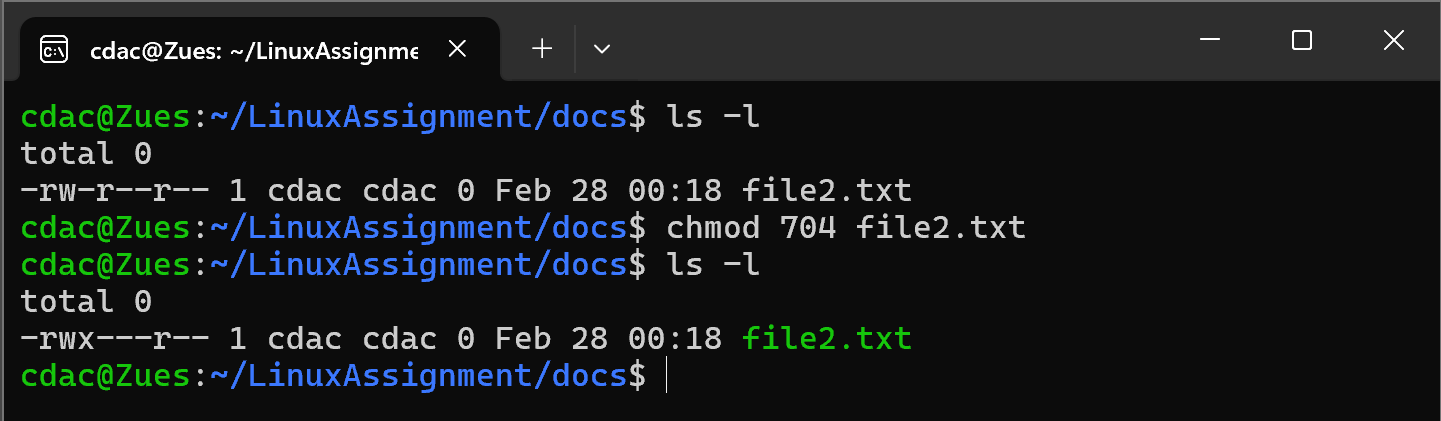 cdac@Zues: ~/LinuxAssignme
cdac@Zues:~/LinuxAssignment/docs$ ls -l
total 0
-rw-r--r-- 1 cdac cdac 0 Feb 28 00:18 file2.txt
cdac@Zues:~/LinuxAssignment/docs$ chmod 704 file2.txt
cdac@Zues:~/LinuxAssignment/docs$ ls -l
total 0
-rwx---r-- 1 cdac cdac 0 Feb 28 00:18 file2.txt
cdac@Zues:~/LinuxAssignment/docs$